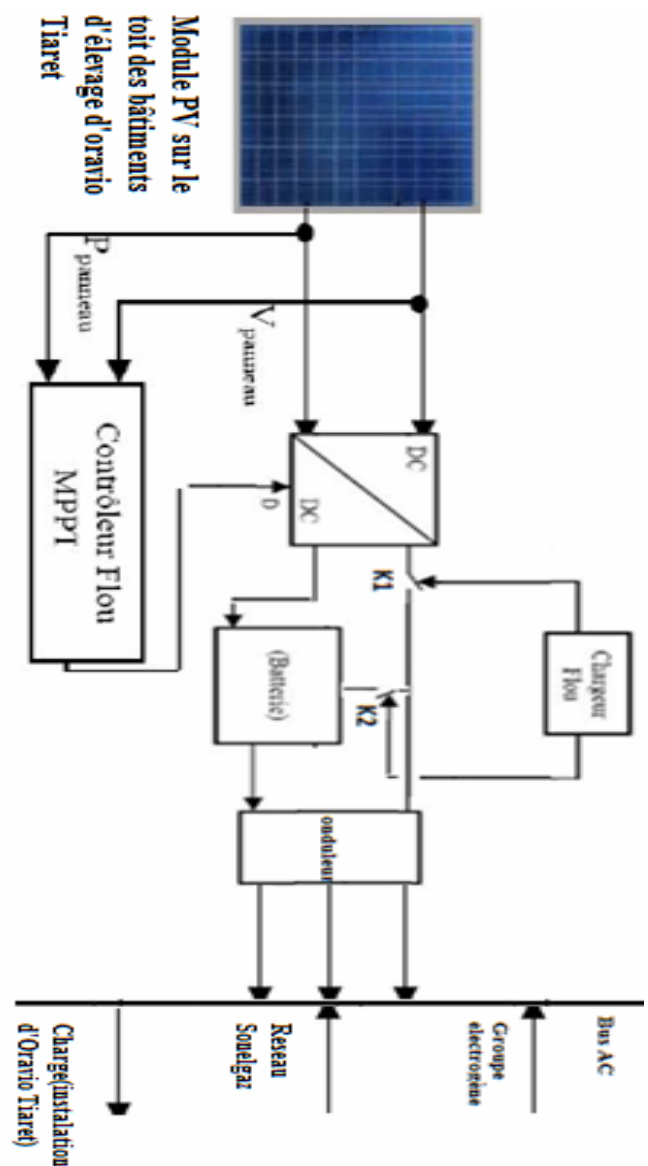 Module PV sur le
toit des bâtiments
d'élevage d'oravio
Tiaret
P panneau
V panneau
Contrôleur Flou
MPPT
DC
DC
D
K1
Chargeur
Flou
(Batterie)
K2
onduleur
Bus AC
Groupe
electrogène
Reseau
Sonelgaz
Charge(instalation
d'Oravio Tiaret)